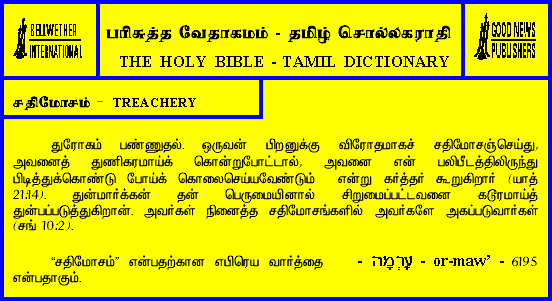 BELLWETHER
INTERNATIONAL
பரிசுத்த வேதாகமம் - தமிழ் சொல்லகராதி
THE HOLY BIBLE - TAMIL DICTIONARY
GOOD NEWS
PUBLISHERS
சதிமோசம் - TREACHERY
துரோகம் பண்ணுதல். ஒருவன் பிறனுக்கு விரோதமாகச் சதிமோசஞ்செய்து,
அவனைத் துணிகரமாய்க் கொன்றுபோட்டால், அவனை என் பலிபீடத்திலிருந்து
பிடித்துக்கொண்டு போய்க் கொலைசெய்யவேண்டும் என்று கர்த்தர் கூறுகிறார் (யாத்
21:14). துன்மார்க்கன் தன் பெருமையினால் சிறுமைப்பட்டவனை கடூரமாய்த்
துன்பப்படுத்துகிறான். அவர்கள் நினைத்த சதிமோசங்களில் அவர்களே அகப்படுவார்கள்
(சங் 10:2).
“சதிமோசம்” என்பதற்கான எபிரெய வார்த்தை - עָרְמָה - or-maw’ - 6195
என்பதாகும்.